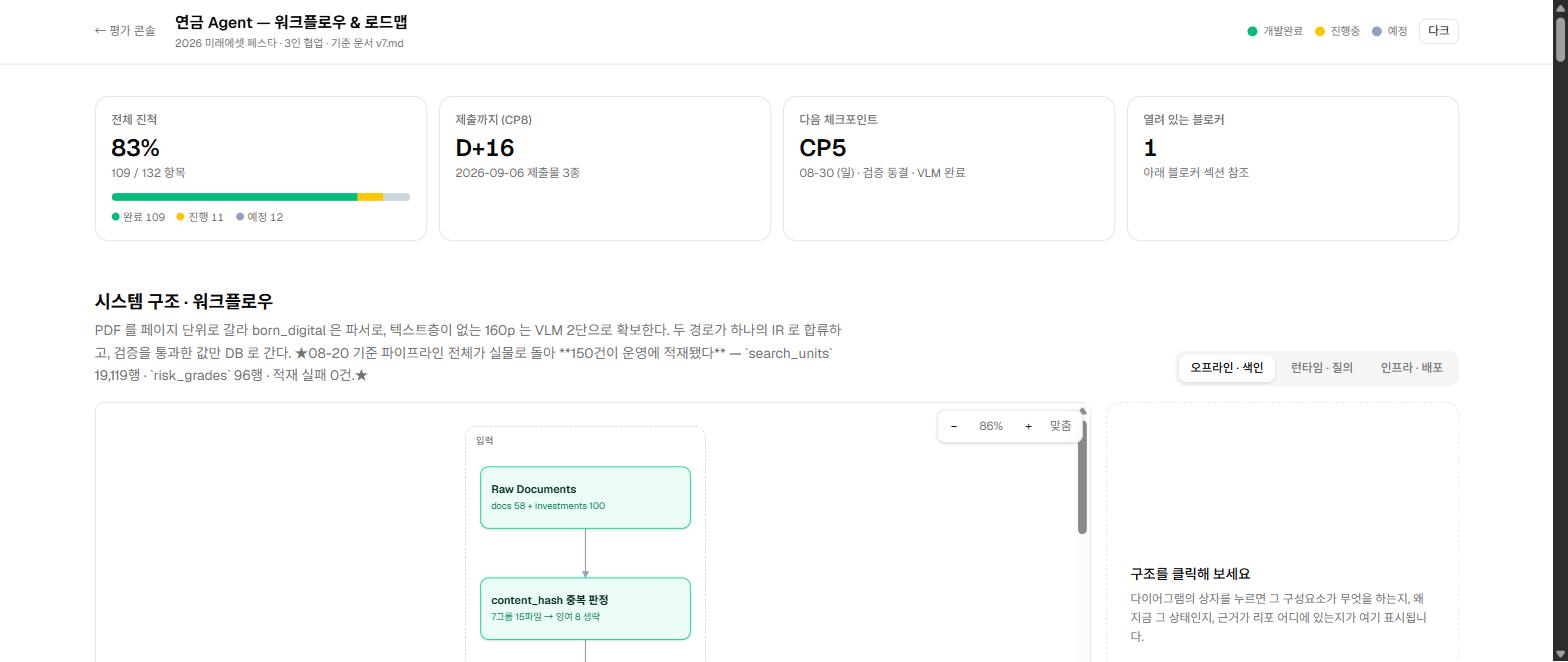 ← 평가 콘솔
연금 Agent — 워크플로우 & 로드맵
2026 미래에셋 페스타 · 3인 협업 · 기준 문서 v7.md
개발완료
진행중
예정
다크
전체 진척
83%
109 / 132 항목
완료 109
진행 11
예정 12
제출까지 (CP8)
D+16
2026-09-06 제출물 3종
다음 체크포인트
CP5
08-30 (일) · 검증 동결 · VLM 완료
열려 있는 블로커
1
아래 블로커 섹션 참조
시스템 구조 · 워크플로우
PDF 를 페이지 단위로 갈라 born_digital 은 파서로, 텍스트층이 없는 160p 는 VLM 2단으로 확보한다. 두 경로가 하나의 IR 로 합류하
고, 검증을 통과한 값만 DB 로 간다. ★08-20 기준 파이프라인 전체가 실물로 돌아 **150건이 운영에 적재됐다** — `search_units`
19,119행 · `risk_grades` 96행 · 적재 실패 0건.★
오프라인 · 색인
런타임 · 질의
인프라 · 배포
−
86%
+
맞춤
입력
Raw Documents
docs 58 + investments 100
content_hash 중복 판정
7그룹 15파일 → 잉여 8 생략
구조를 클릭해 보세요
다이어그램의 상자를 누르면 그 구성요소가 무엇을 하는지, 왜
지금 그 상태인지, 근거가 리포 어디에 있는지가 여기 표시됩니
다.